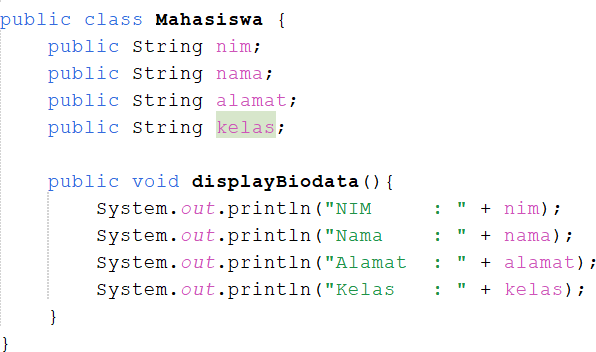 public class Mahasiswa {
    public String nim;
    public String nama;
    public String alamat;
    public String kelas;

    public void displayBiodata(){
        System.out.println("NIM     : " + nim);
        System.out.println("Nama    : " + nama);
        System.out.println("Alamat  : " + alamat);
        System.out.println("Kelas   : " + kelas);
    }
}